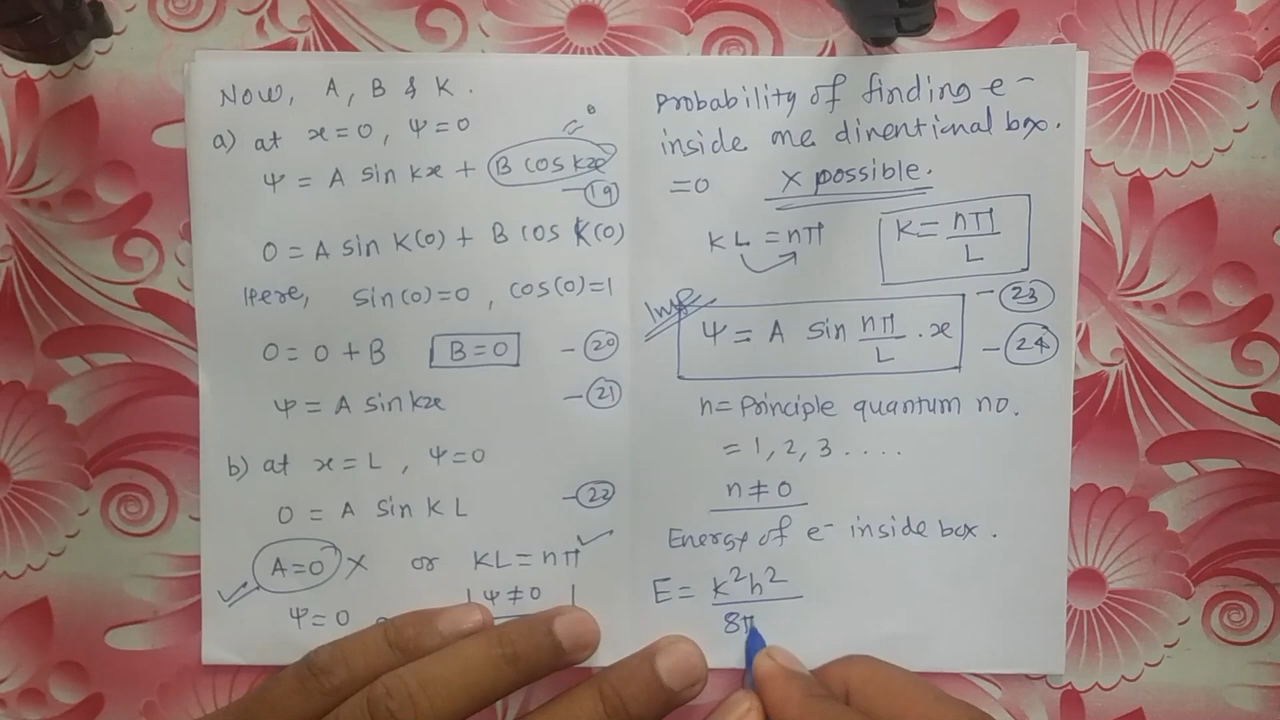 Now, A, B & K.
a) at x=0, ψ=0
ψ = A sin kx + B cos kx
= 0
- 19
0 = A sin K(0) + B cos K(0)
Here, sin(0)=0, cos(0)=1
0 = 0 + B B=0 - 20
ψ = A sin kx - 21
b) at x=L, ψ=0
0 = A sin K L - 22
A=0 X or KL=nπ ✓
ψ=0 ψ≠0
Probability of finding e-
inside one dimentional box.
=0 X possible.
KL = nπ K = nπ/L
- 23
Imp ψ = A sin nπ/L . x - 24
n= Principle quantum no.
= 1, 2, 3 ....
n ≠ 0
Energy of e- inside box.
E = k²h²
8π